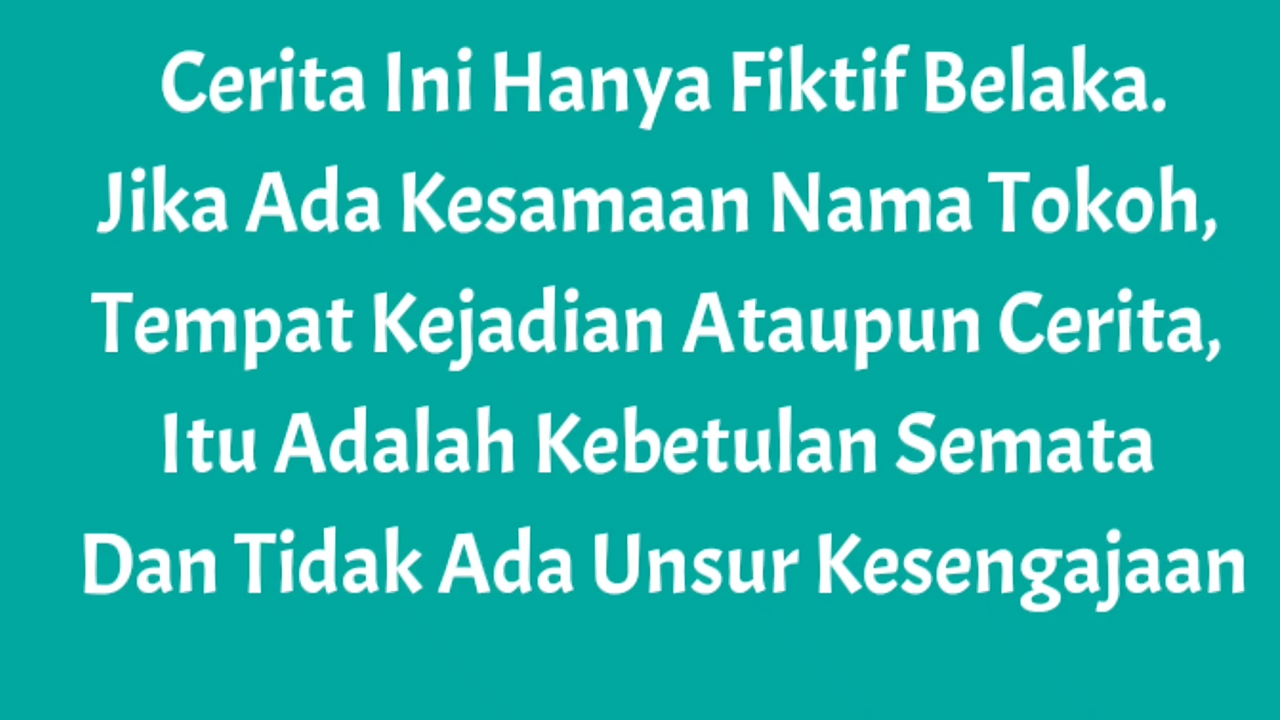 Cerita Ini Hanya Fiktif Belaka.
Jika Ada Kesamaan Nama Tokoh,
Tempat Kejadian Ataupun Cerita,
Itu Adalah Kebetulan Semata
Dan Tidak Ada Unsur Kesengajaan